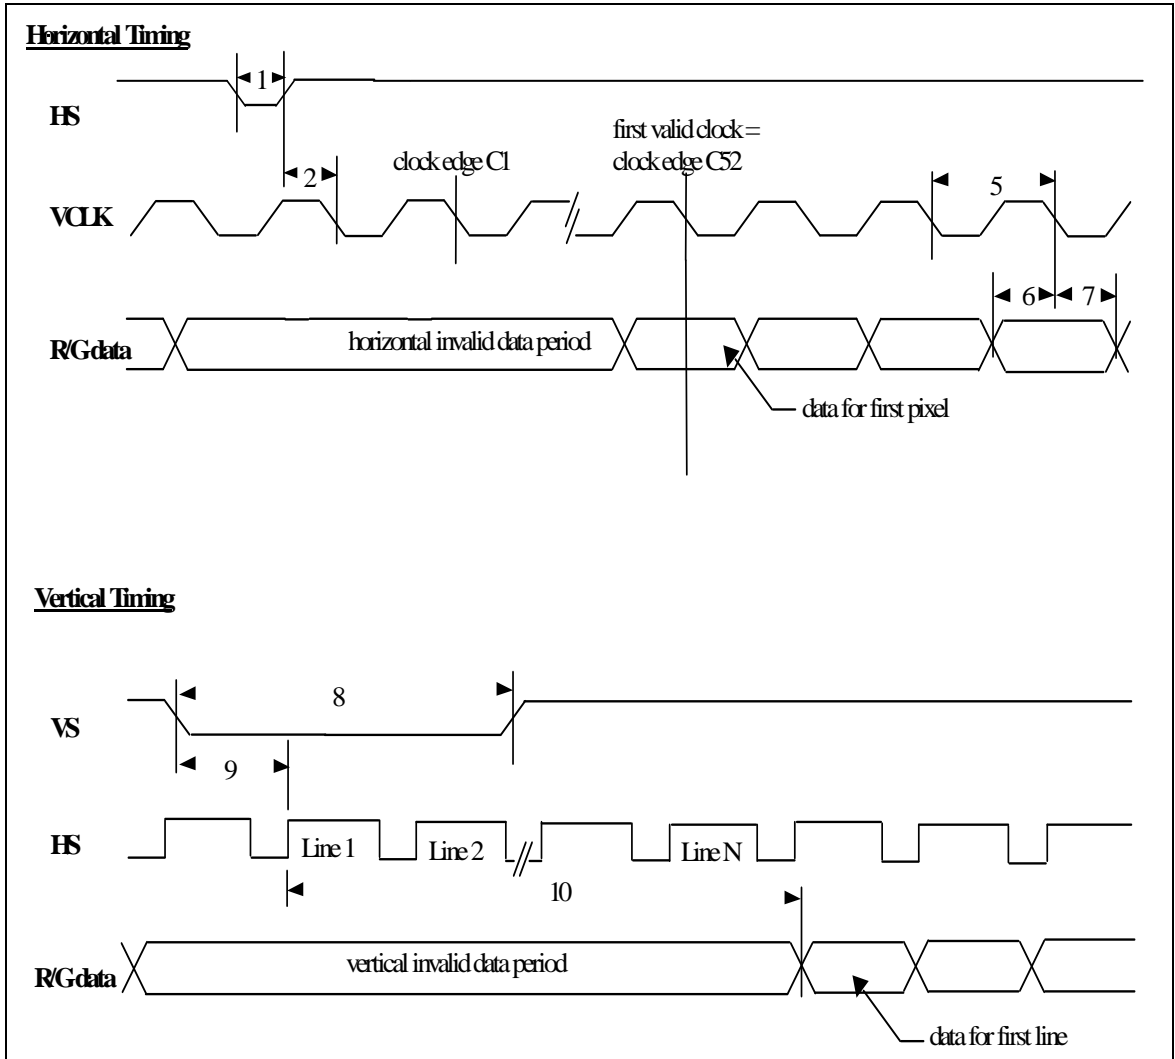 Horizontal Timing
1
HS
first valid clock =
clock edge C52
clock edge C1
2
5
VCLK
6
7
R/G data
horizontal invalid data period
data for first pixel
Vertical Timing
8
VS
9
HS
Line 1
Line 2
Line N
10
R/G data
vertical invalid data period
data for first line